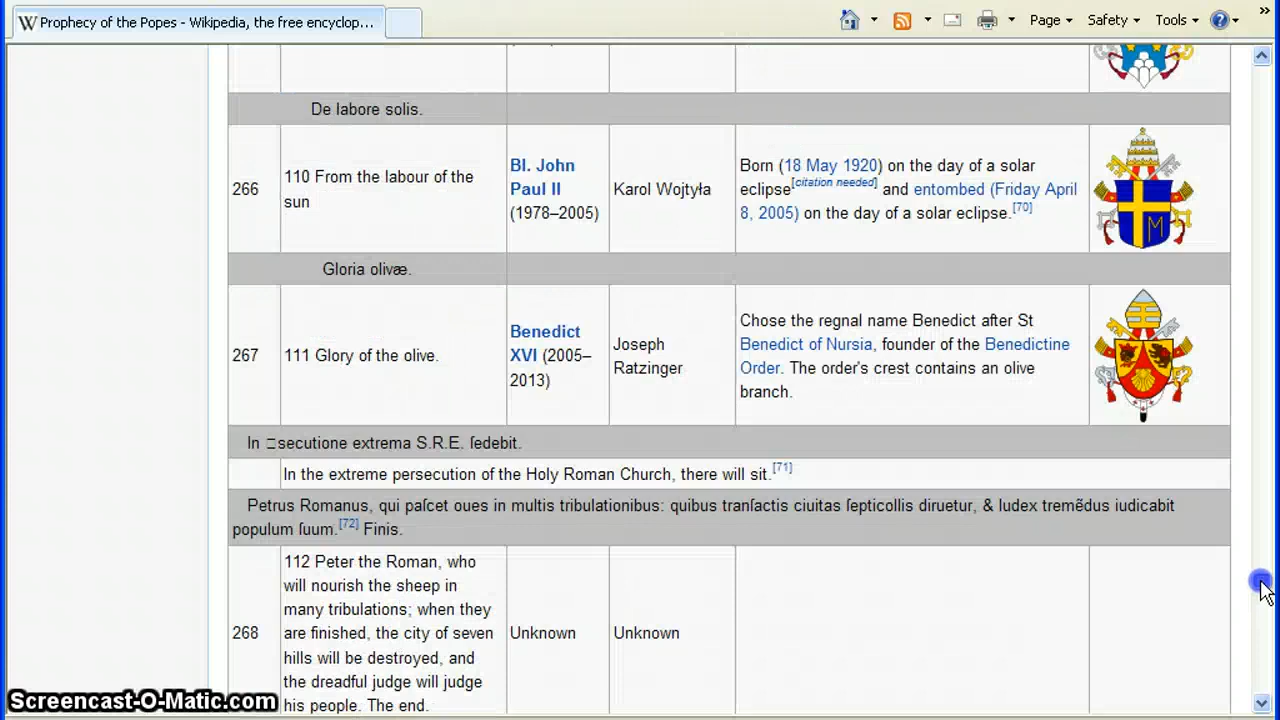 Prophecy of the Popes - Wikipedia, the free encyclop...
Page
Safety
Tools
»
De labore solis.
266
110 From the labour of the
sun
Bl. John
Paul II
(1978–2005)
Karol Wojtyła
Born (18 May 1920) on the day of a solar
eclipse[citation needed] and entombed (Friday April
8, 2005) on the day of a solar eclipse.[70]
Gloria olivæ.
267
111 Glory of the olive.
Benedict
XVI (2005–
2013)
Joseph
Ratzinger
Chose the regnal name Benedict after St
Benedict of Nursia, founder of the Benedictine
Order. The order's crest contains an olive
branch.
In □secutione extrema S.R.E. ſedebit.
In the extreme persecution of the Holy Roman Church, there will sit.[71]
Petrus Romanus, qui paſcet oues in multis tribulationibus: quibus tranſactis ciuitas ſepticollis diruetur, & Iudex tremẽdus iudicabit
populum ſuum.[72] Finis.
268
112 Peter the Roman, who
will nourish the sheep in
many tribulations; when they
are finished, the city of seven
hills will be destroyed, and
the dreadful judge will judge
his people. The end.
Unknown
Unknown
Screencast-O-Matic.com